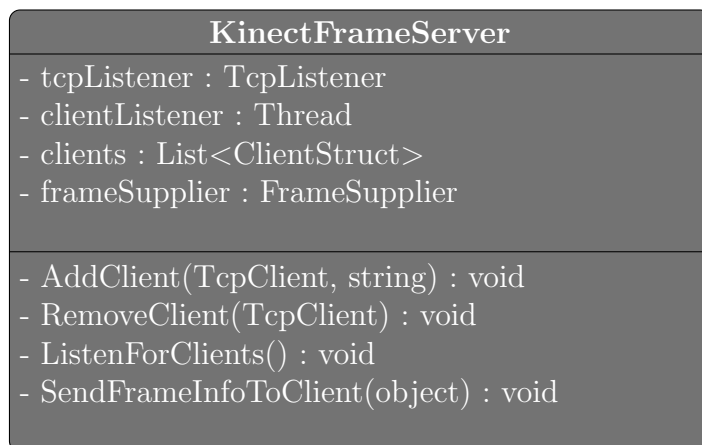 KinectFrameServer
- tcpListener : TcpListener
- clientListener : Thread
- clients : List<ClientStruct>
- frameSupplier : FrameSupplier
- AddClient(TcpClient, string) : void
- RemoveClient(TcpClient) : void
- ListenForClients() : void
- SendFrameInfoToClient(object) : void